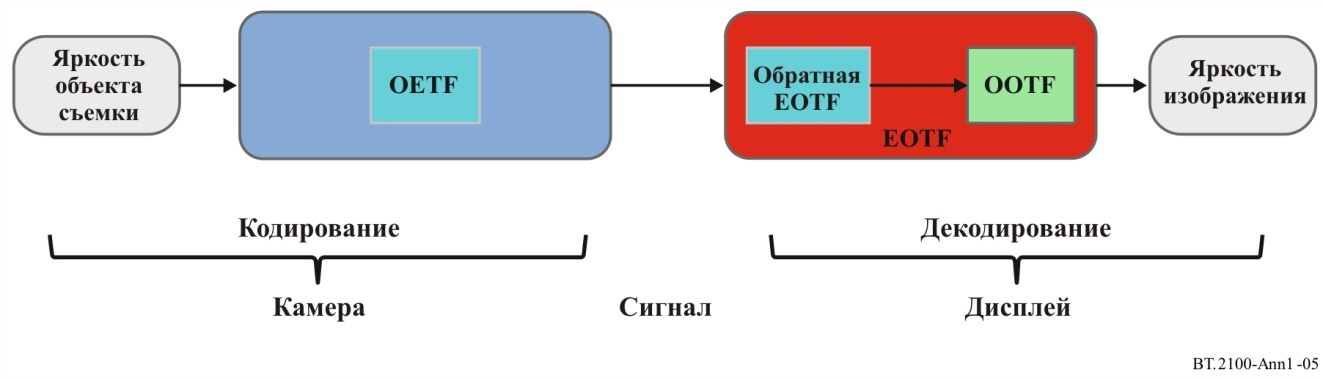 Яркость
объекта
съемки
OETF
Обратная
EOTF
OOTF
EOTF
Яркость
изображения
Кодирование
Декодирование
Камера
Сигнал
Дисплей
BT.2100-Ann1-05